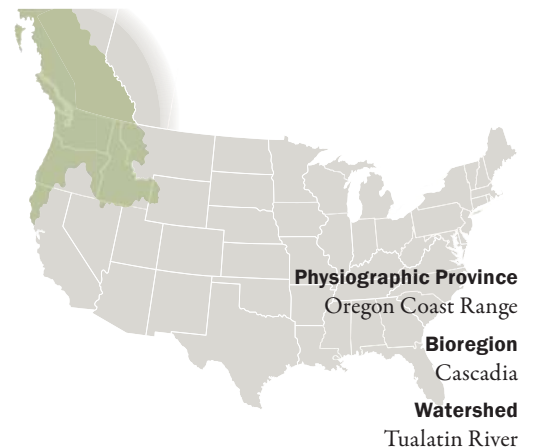 Physiographic Province
Oregon Coast Range
Bioregion
Cascadia
Watershed
Tualatin River